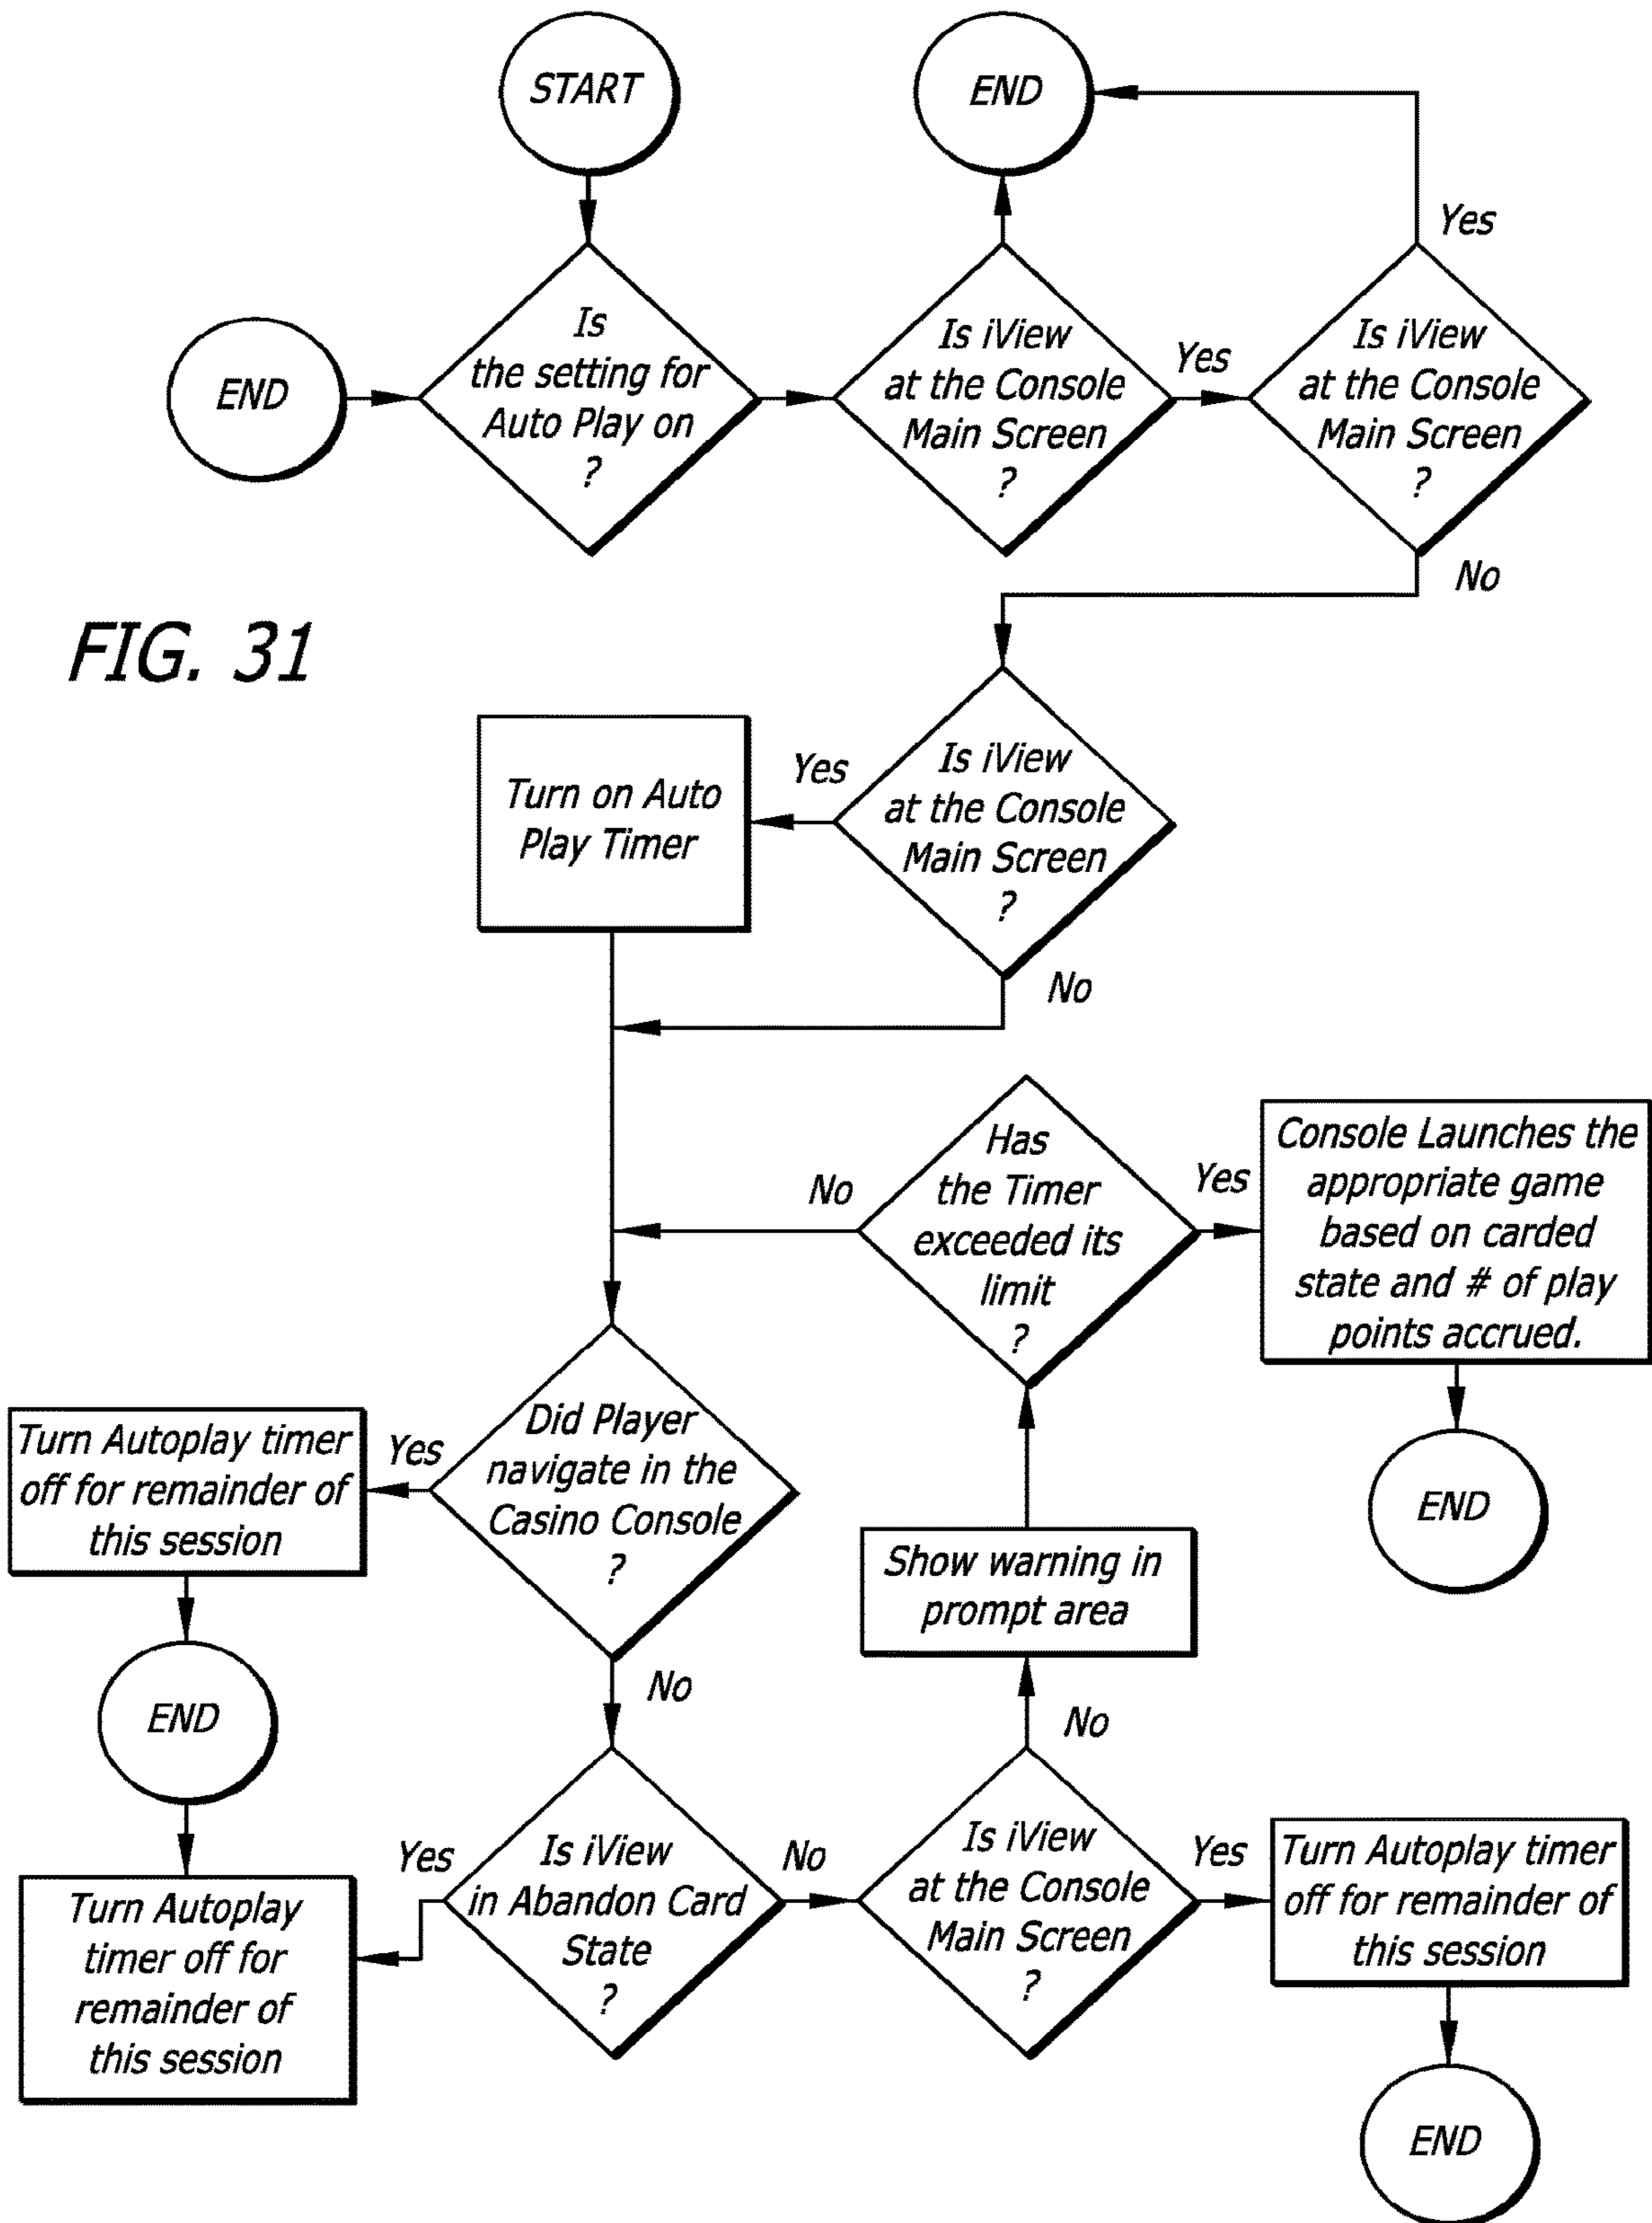 START
END
Yes
END
Is
the setting for
Auto Play on
?
Is iView
at the Console
Main Screen
?
Yes
Is iView
at the Console
Main Screen
?
No
FIG. 31
Turn on Auto
Play Timer
Yes
Is iView
at the Console
Main Screen
?
No
Has
the Timer
exceeded its
limit
?
No
Yes
Console Launches the
appropriate game
based on carded
state and # of play
points accrued.
END
Did Player
navigate in the
Casino Console
?
Yes
Turn Autoplay timer
off for remainder of
this session
END
No
Show warning in
prompt area
No
Turn Autoplay
timer off for
remainder of
this session
Yes
Is iView
in Abandon Card
State
?
No
Is iView
at the Console
Main Screen
?
Yes
Turn Autoplay timer
off for remainder of
this session
END